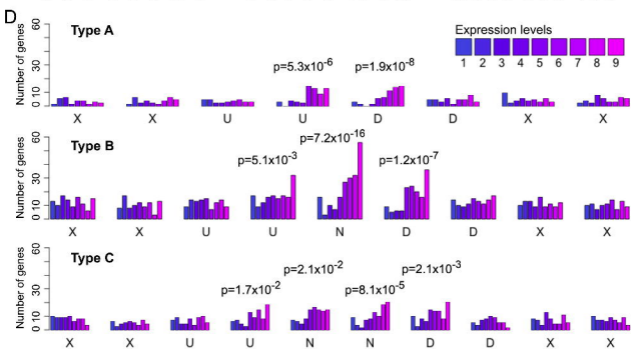 D
Type A
Expression levels
1 2 3 4 5 6 7 8 9
Number of genes
0 10 30 60
p=5.3x10-6
p=1.9x10-8
X X U U D D X X
Type B
Number of genes
0 10 30 60
p=5.1x10-3
p=7.2x10-16
p=1.2x10-7
X X U U N D D X X
Type C
Number of genes
0 10 30 60
p=1.7x10-2
p=2.1x10-2
p=8.1x10-5
p=2.1x10-3
X X U U N N D D X X